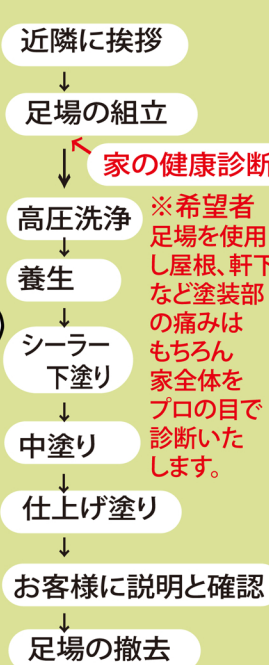 近隣に挨拶
↓
足場の組立
↓
家の健康診断
高圧洗浄
※希望者
足場を使用
し屋根、軒下
など塗装部
の痛みは
もちろん
家全体を
プロの目で
診断いた
します。
↓
養生
↓
シーラー
下塗り
↓
中塗り
↓
仕上げ塗り
↓
お客様に説明と確認
↓
足場の撤去